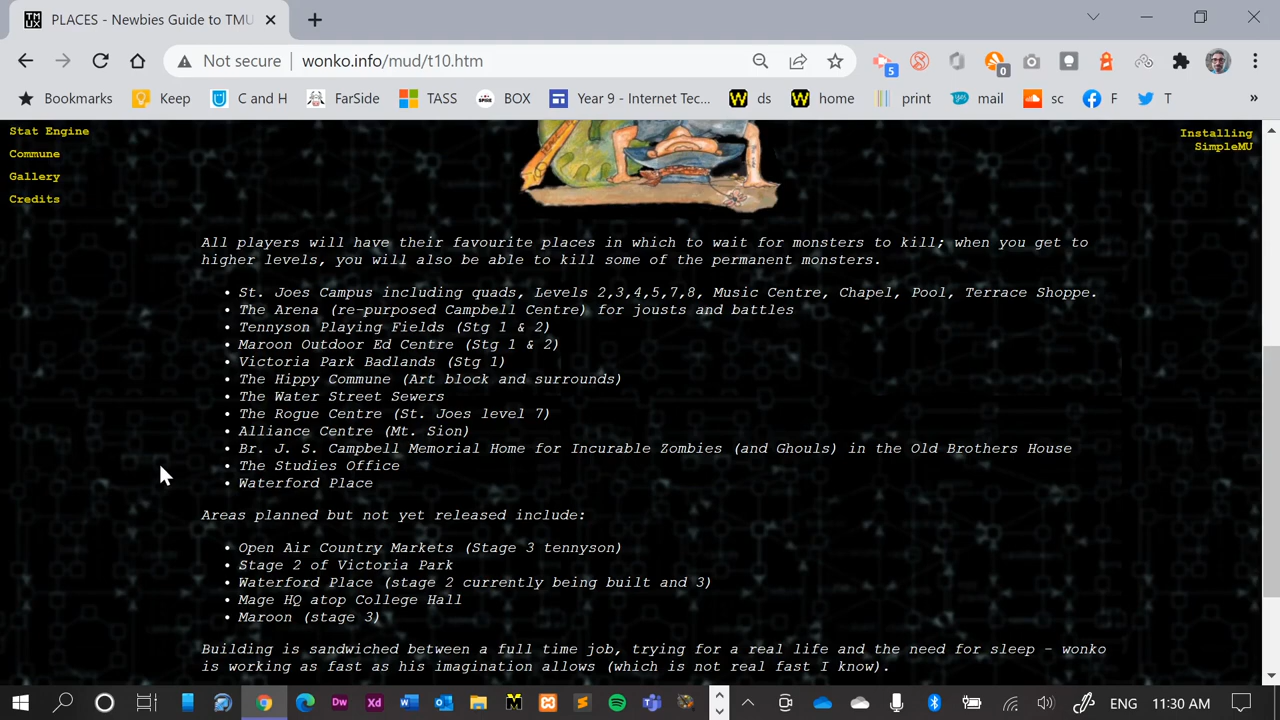 TM
UX
PLACES - Newbies Guide to TMU
Not secure
wonko.info/mud/t10.htm
5
0
Bookmarks
Keep
C and H
FarSide
TASS
BOX
Year 9 - Internet Tec...
ds
home
print
mail
sc
F
T
»
Stat Engine
Commune
Gallery
Credits
Installing
SimpleMU
All players will have their favourite places in which to wait for monsters to kill; when you get to
higher levels, you will also be able to kill some of the permanent monsters.
• St. Joes Campus including quads, Levels 2,3,4,5,7,8, Music Centre, Chapel, Pool, Terrace Shoppe.
• The Arena (re-purposed Campbell Centre) for jousts and battles
• Tennyson Playing Fields (Stg 1 & 2)
• Maroon Outdoor Ed Centre (Stg 1 & 2)
• Victoria Park Badlands (Stg 1)
• The Hippy Commune (Art block and surrounds)
• The Water Street Sewers
• The Rogue Centre (St. Joes level 7)
• Alliance Centre (Mt. Sion)
• Br. J. S. Campbell Memorial Home for Incurable Zombies (and Ghouls) in the Old Brothers House
• The Studies Office
• Waterford Place
Areas planned but not yet released include:
• Open Air Country Markets (Stage 3 tennyson)
• Stage 2 of Victoria Park
• Waterford Place (stage 2 currently being built and 3)
• Mage HQ atop College Hall
• Maroon (stage 3)
Building is sandwiched between a full time job, trying for a real life and the need for sleep - wonko
is working as fast as his imagination allows (which is not real fast I know).
Dw
Xd
ENG
11:30 AM